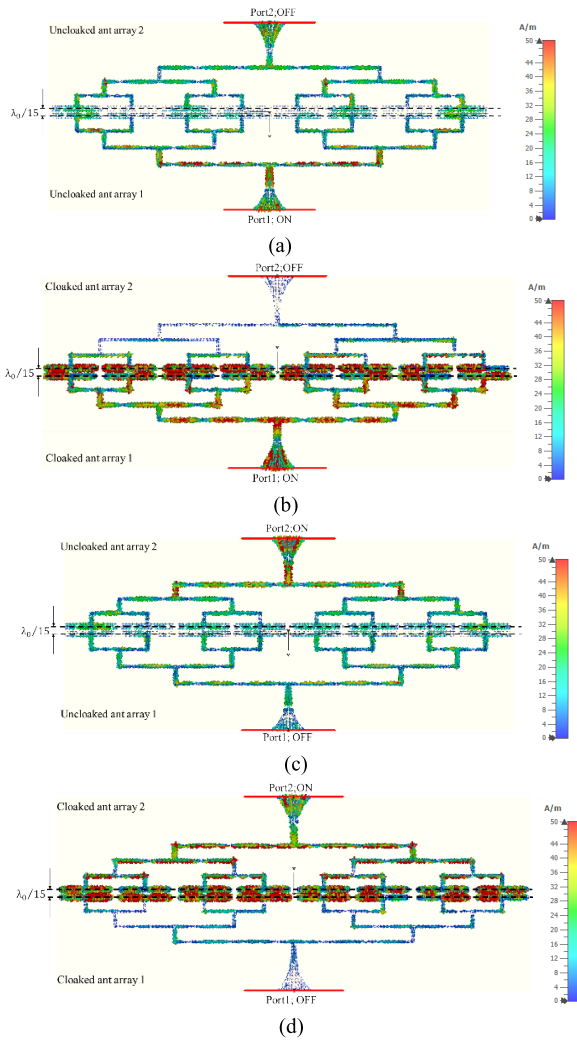 Port2;OFF
Uncloaked ant array 2
λ₀/15
Uncloaked ant array 1
Port1; ON
A/m
50
44
40
36
32
28
24
20
16
12
8
4
0
(a)
Port2;OFF
Cloaked ant array 2
λ₀/15
Cloaked ant array 1
Port1; ON
A/m
50
44
40
36
32
28
24
20
16
12
8
4
0
(b)
Port2;ON
Uncloaked ant array 2
λ₀/15
Uncloaked ant array 1
Port1; OFF
A/m
50
44
40
36
32
28
24
20
16
12
8
4
0
(c)
Port2;ON
Cloaked ant array 2
λ₀/15
Cloaked ant array 1
Port1; OFF
A/m
50
44
40
36
32
28
24
20
16
12
8
4
0
(d)